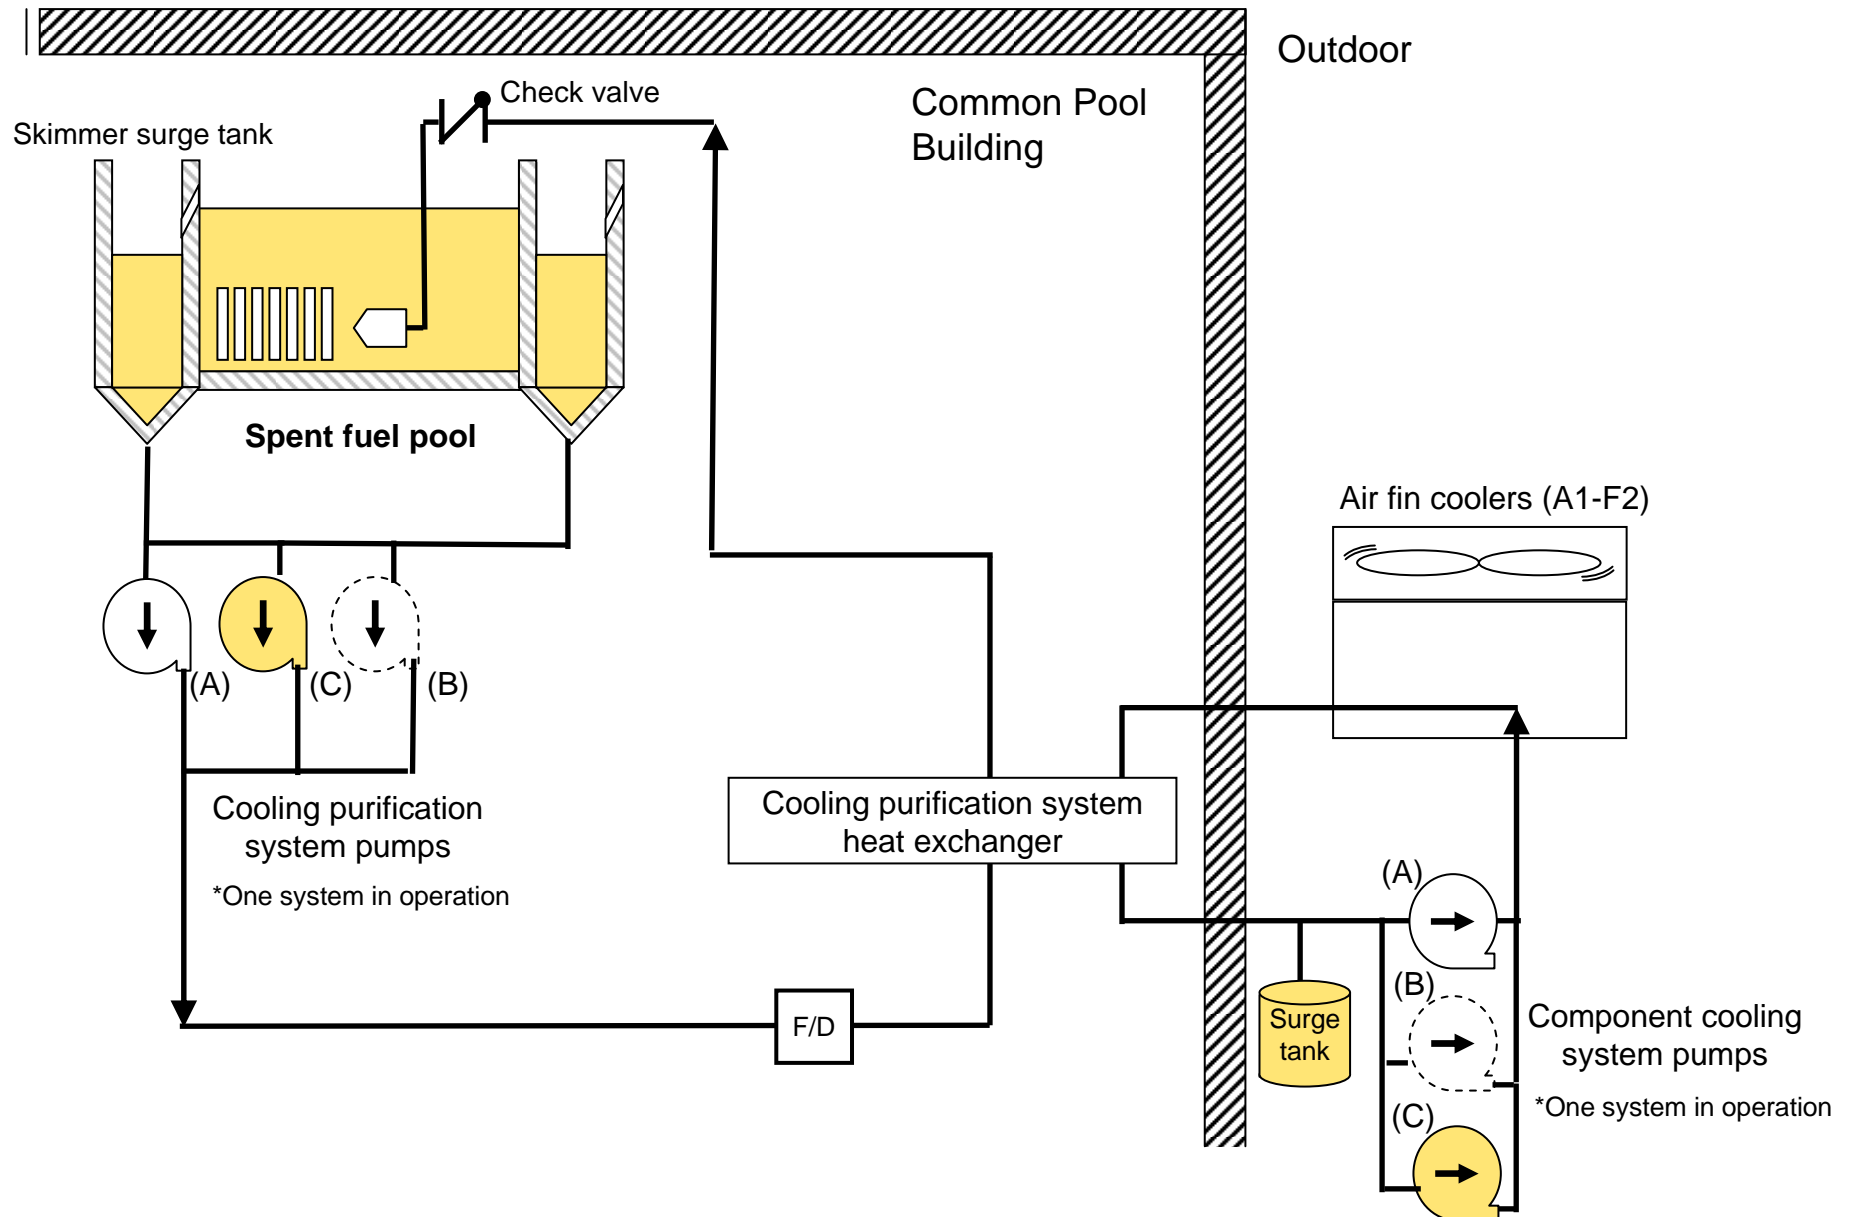 Outdoor
Check valve
Common Pool
Building
Skimmer surge tank
Spent fuel pool
Air fin coolers (A1-F2)
(A)
(C)
(B)
Cooling purification
system pumps
*One system in operation
Cooling purification system
heat exchanger
(A)
(B)
Surge
tank
F/D
Component cooling
system pumps
*One system in operation
(C)